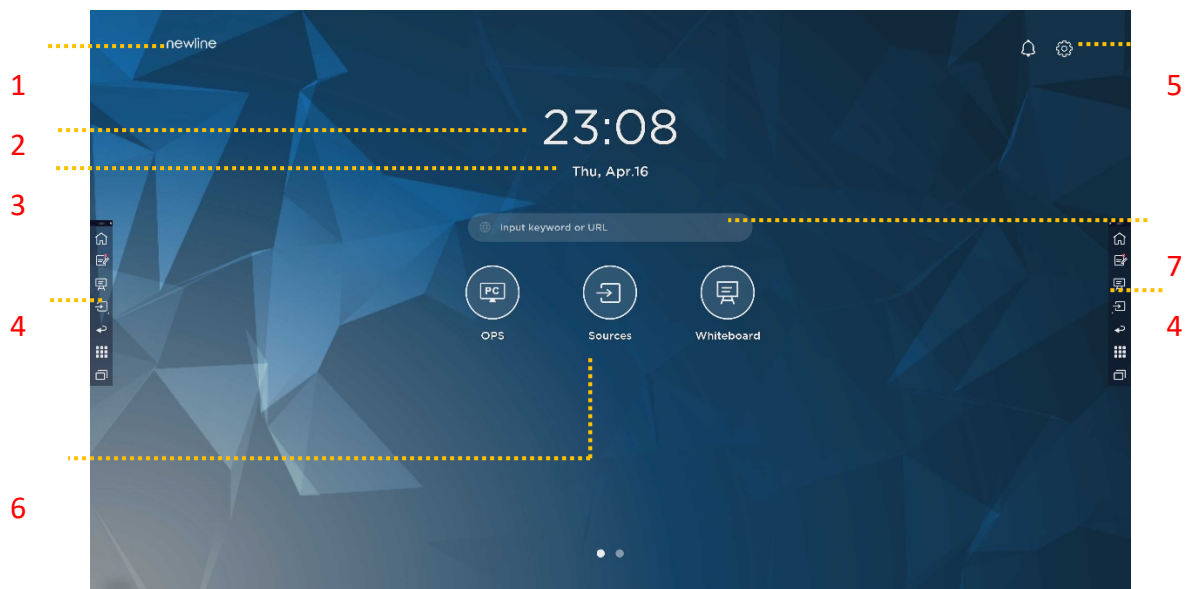 newline
1
5
23:08
2
Thu, Apr.16
3
Input keyword or URL
7
PC
4
4
OPS Sources Whiteboard
6